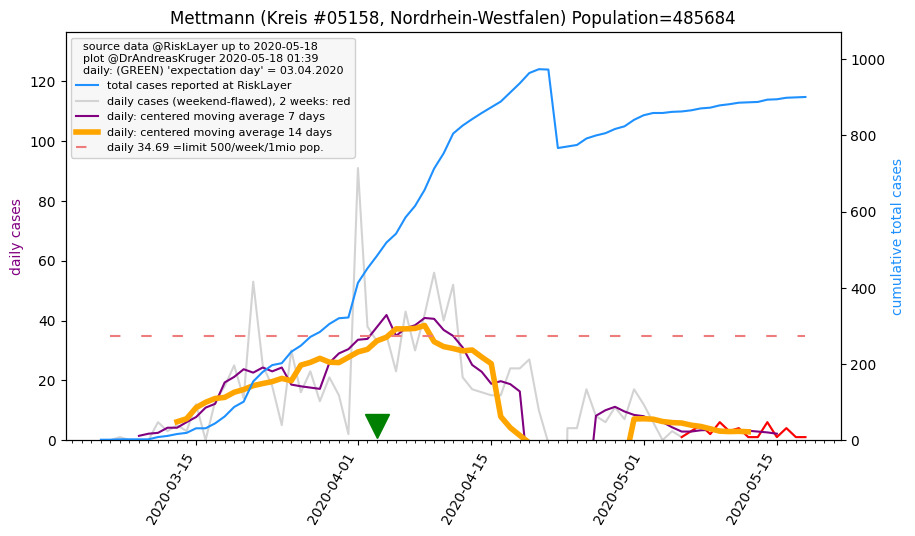 Mettmann (Kreis #05158, Nordrhein-Westfalen) Population=485684
source data @RiskLayer up to 2020-05-18
plot @DrAndreasKruger 2020-05-18 01:39
daily: (GREEN) 'expectation day' = 03.04.2020
total cases reported at RiskLayer
daily cases (weekend-flawed), 2 weeks: red
daily: centered moving average 7 days
daily: centered moving average 14 days
daily 34.69 =limit 500/week/1mio pop.
daily cases
120
100
80
60
40
20
0
1000
800
600
400
200
0
cumulative total cases
2020-03-15
2020-04-01
2020-04-15
2020-05-01
2020-05-15